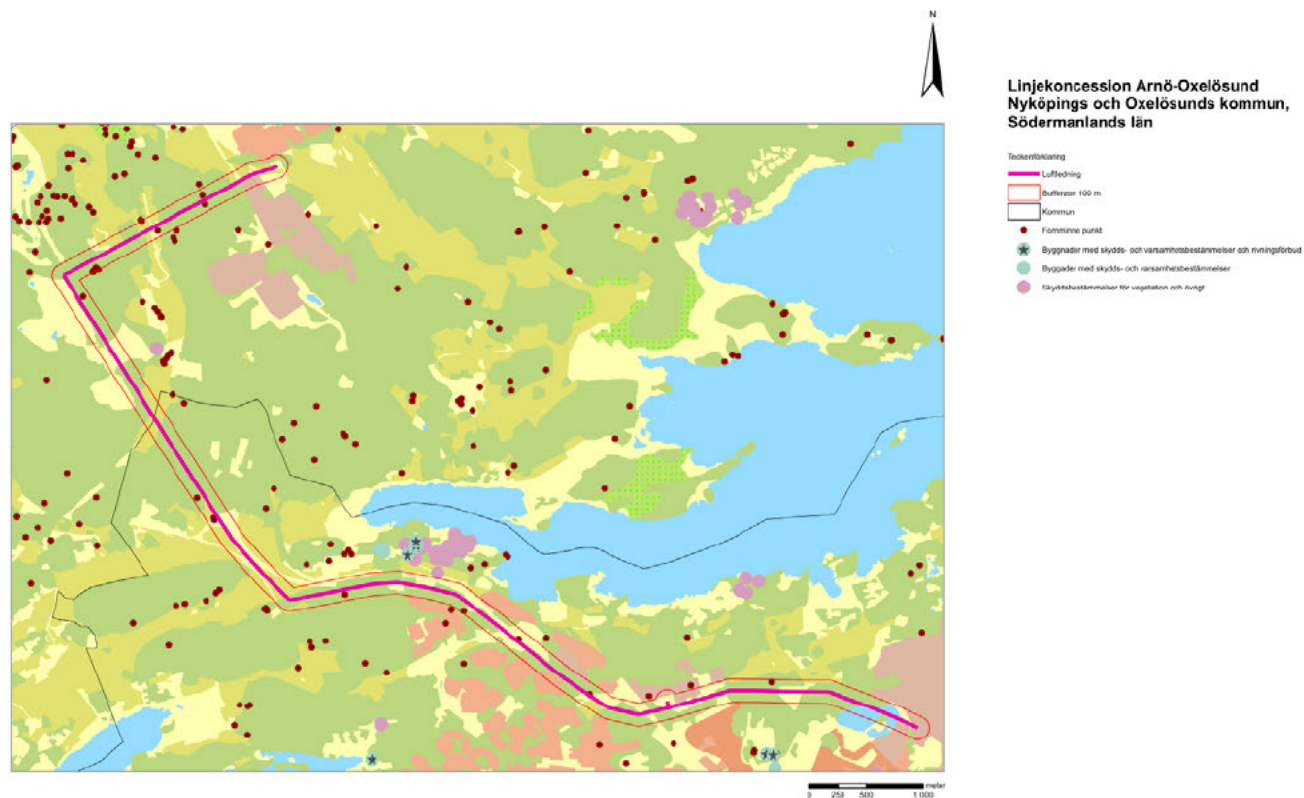 N
Linjekoncession Arnö-Oxelösund
Nyköpings och Oxelösunds kommun,
Södermanlands län
Teckenförklaring
Luftledning
Buffertzon 100 m
Kommun
Fornminne punkt
Byggnader med skydds- och varsamhetsbestämmelser och rivningsförbud
Byggader med skydds- och varsamhetsbestämmelser
Skyddsbestämmelser för vegetation och övrigt
meter
0 250 500 1 000